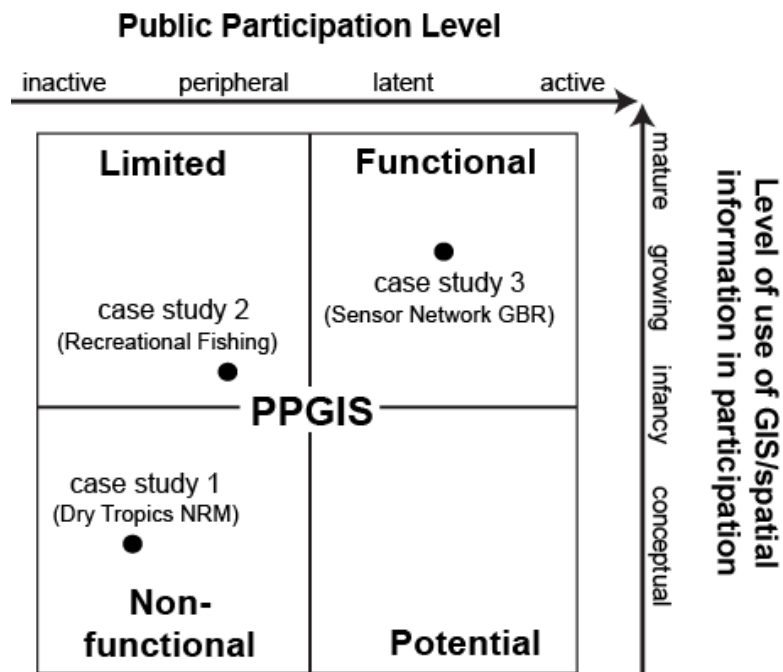 Public Participation Level
inactive peripheral latent active
Limited Functional
case study 2
(Recreational Fishing)
case study 3
(Sensor Network GBR)
PPGIS
case study 1
(Dry Tropics NRM)
Non-
functional
Potential
mature growing infancy conceptual
Level of use of GIS/spatial
information in participation